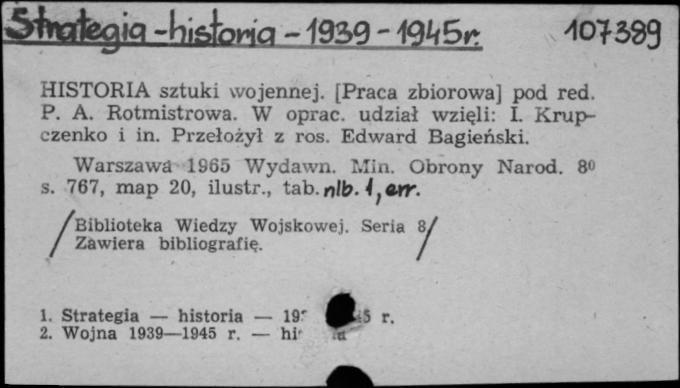 Strategia - historia - 1939 - 1945r. 107389
HISTORIA sztuki wojennej. [Praca zbiorowa] pod red.
P. A. Rotmistrowa. W oprac. udział wzięli: I. Krup-
czenko i in. Przełożył z ros. Edward Bagieński.
Warszawa 1965 Wydawn. Min. Obrony Narod. 8⁰
s. 767, map 20, ilustr., tab. nlb. 1, err.
/Biblioteka Wiedzy Wojskowej. Seria 8/
Zawiera bibliografię.
1. Strategia — historia — r.
2. Wojna 1939—1945 r. —